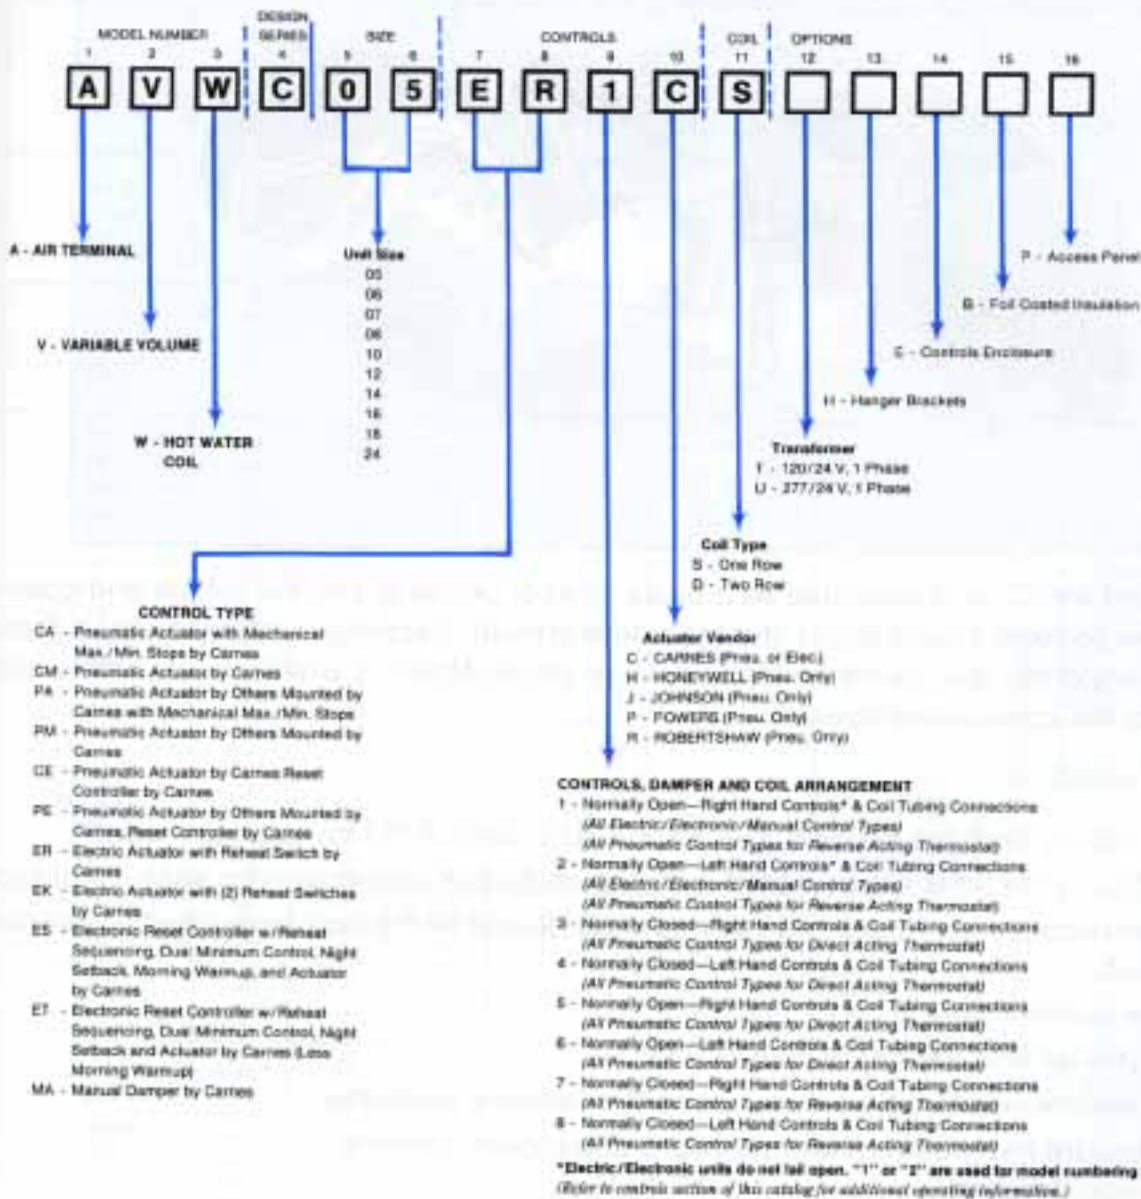 MODEL NUMBER
DESIGN
SERIES
SIZE
CONTROLS
COIL
OPTIONS
1 2 3 4 5 6 7 8 9 10 11 12 13 14 15 16
A V W C 0 5 E R 1 C S
A - AIR TERMINAL
V - VARIABLE VOLUME
W - HOT WATER
COIL
Unit Size
05
06
07
08
10
12
14
16
18
24
P - Access Panel
B - Foil Coated Insulation
E - Controls Enclosure
H - Hanger Brackets
Transformer
T - 120/24 V, 1 Phase
U - 277/24 V, 1 Phase
Coil Type
S - One Row
D - Two Row
Actuator Vendor
C - CARNES (Pneu. or Elec.)
H - HONEYWELL (Pneu. Only)
J - JOHNSON (Pneu. Only)
P - POWERS (Pneu. Only)
R - ROBERTSHAW (Pneu. Only)
CONTROL TYPE
CA - Pneumatic Actuator with Mechanical
Max./Min. Stops by Carnes
CM - Pneumatic Actuator by Carnes
PA - Pneumatic Actuator by Others Mounted by
Carnes with Mechanical Max./Min. Stops
PM - Pneumatic Actuator by Others Mounted by
Carnes
CE - Pneumatic Actuator by Carnes Reset
Controller by Carnes
PE - Pneumatic Actuator by Others Mounted by
Carnes, Reset Controller by Carnes
ER - Electric Actuator with Reheat Switch by
Carnes
EK - Electric Actuator with (2) Reheat Switches
by Carnes
ES - Electronic Reset Controller w/Reheat
Sequencing, Dual Minimum Control, Night
Setback, Morning Warmup, and Actuator
by Carnes
ET - Electronic Reset Controller w/Reheat
Sequencing, Dual Minimum Control, Night
Setback and Actuator by Carnes (Less
Morning Warmup)
MA - Manual Damper by Carnes
CONTROLS, DAMPER AND COIL ARRANGEMENT
1 - Normally Open—Right Hand Controls* & Coil Tubing Connections
(All Electric/Electronic/Manual Control Types)
(All Pneumatic Control Types for Reverse Acting Thermostat)
2 - Normally Open—Left Hand Controls* & Coil Tubing Connections
(All Electric/Electronic/Manual Control Types)
(All Pneumatic Control Types for Reverse Acting Thermostat)
3 - Normally Closed—Right Hand Controls & Coil Tubing Connections
(All Pneumatic Control Types for Direct Acting Thermostat)
4 - Normally Closed—Left Hand Controls & Coil Tubing Connections
(All Pneumatic Control Types for Direct Acting Thermostat)
5 - Normally Open—Right Hand Controls & Coil Tubing Connections
(All Pneumatic Control Types for Direct Acting Thermostat)
6 - Normally Open—Left Hand Controls & Coil Tubing Connections
(All Pneumatic Control Types for Direct Acting Thermostat)
7 - Normally Closed—Right Hand Controls & Coil Tubing Connections
(All Pneumatic Control Types for Reverse Acting Thermostat)
8 - Normally Closed—Left Hand Controls & Coil Tubing Connections
(All Pneumatic Control Types for Reverse Acting Thermostat)
*Electric/Electronic units do not fail open. "1" or "2" are used for model numbering
(Refer to controls section of this catalog for additional operating information.)